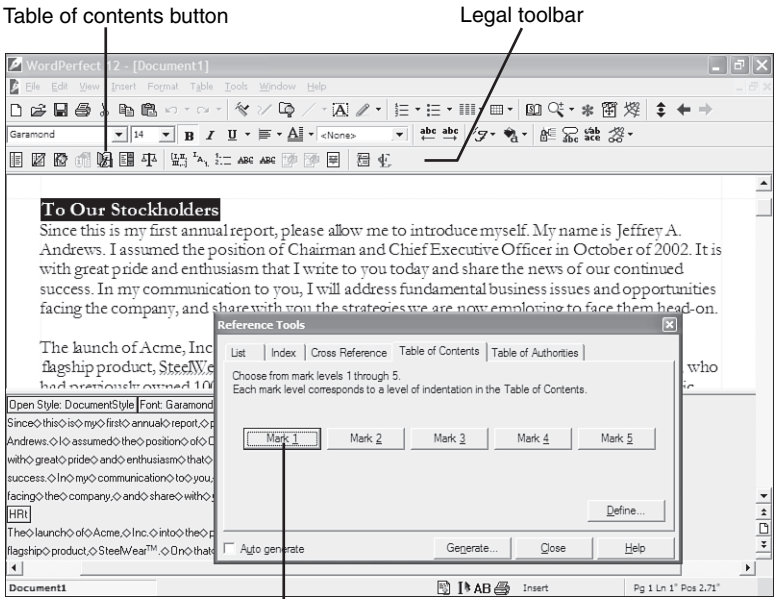 Table of contents button
Legal toolbar
WordPerfect 12 - [Document1]
File Edit View Insert Format Table Tools Window Help
Garamond 14 B I U <None> abc abc
ABC ABC
To Our Stockholders
Since this is my first annual report, please allow me to introduce myself. My name is Jeffrey A.
Andrews. I assumed the position of Chairman and Chief Executive Officer in October of 2002. It is
with great pride and enthusiasm that I write to you today and share the news of our continued
success. In my communication to you, I will address fundamental business issues and opportunities
facing the company, and share with you the strategies we are now employing to face them head-on.
The launch of Acme, Inc
flagship product, SteelWe who
had previously owned 100
Reference Tools
List Index Cross Reference Table of Contents Table of Authorities
Choose from mark levels 1 through 5.
Each mark level corresponds to a level of indentation in the Table of Contents.
Mark 1 Mark 2 Mark 3 Mark 4 Mark 5
Define...
Auto generate Generate... Close Help
Open Style: DocumentStyle Font: Garamond
Since◇this◇is◇my◇first◇annual◇report,◇p
Andrews.◇I◇assumed◇the◇position◇of◇C
with◇great◇pride◇and◇enthusiasm◇that◇
success.◇In◇my◇communication◇to◇you,
facing◇the◇company,◇and◇share◇with◇
HRt
The◇launch◇of◇Acme,◇Inc.◇into◇the◇p
flagship◇product,◇SteelWear™.◇On◇that
Document1 AB Insert Pg 1 Ln 1" Pos 2.71"